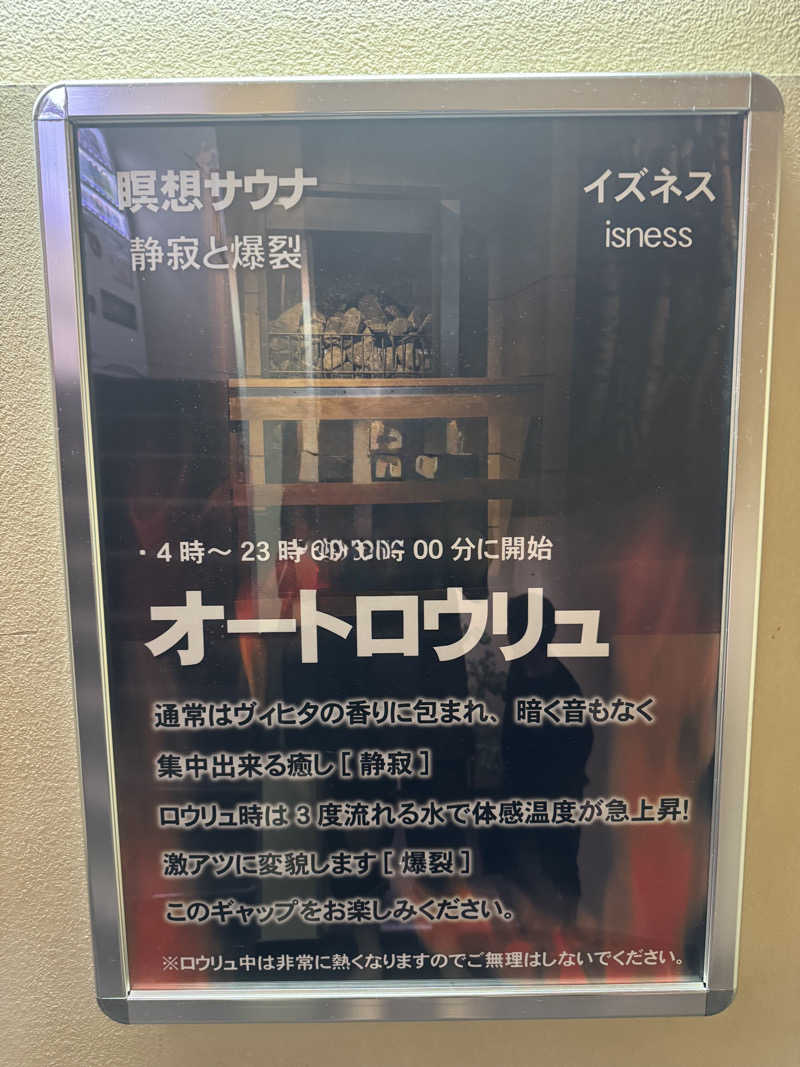 瞑想サウナ
静寂と爆裂
イズネス
isness
・4時〜23時 00分に開始
オートロウリュ
通常はヴィヒタの香りに包まれ、暗く音もなく
集中出来る癒し[静寂]
ロウリュ時は3度流れる水で体感温度が急上昇!
激アツに変貌します[爆裂]
このギャップをお楽しみください。
※ロウリュ中は非常に熱くなりますのでご無理はしないでください。